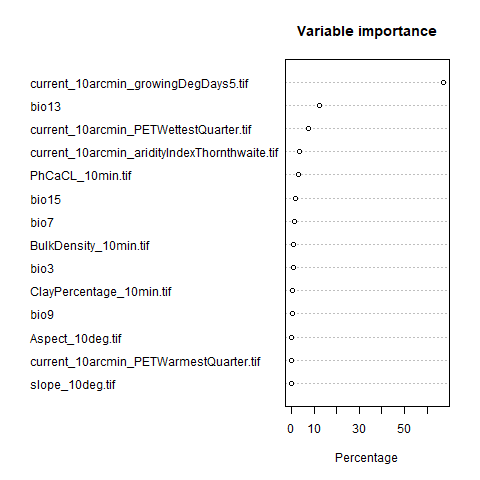 Variable importance
current_10arcmin_growingDegDays5.tif
bio13
current_10arcmin_PETWettestQuarter.tif
current_10arcmin_aridityIndexThornthwaite.tif
PhCaCL_10min.tif
bio15
bio7
BulkDensity_10min.tif
bio3
ClayPercentage_10min.tif
bio9
Aspect_10deg.tif
current_10arcmin_PETWarmestQuarter.tif
slope_10deg.tif
0 10 30 50
Percentage